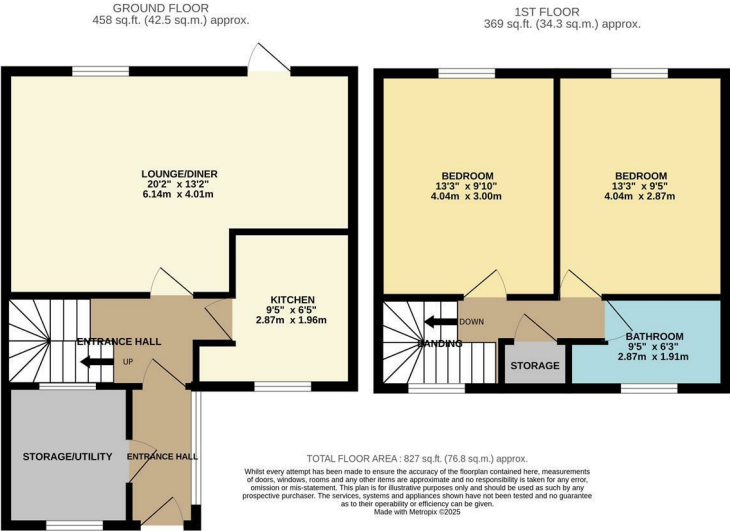 GROUND FLOOR
458 sq.ft. (42.5 sq.m.) approx.
1ST FLOOR
369 sq.ft. (34.3 sq.m.) approx.
LOUNGE/DINER
20'2" x 13'2"
6.14m x 4.01m
KITCHEN
9'5" x 6'5"
2.87m x 1.96m
ENTRANCE HALL
UP
STORAGE/UTILITY
ENTRANCE HALL
BEDROOM
13'3" x 9'10"
4.04m x 3.00m
BEDROOM
13'3" x 9'5"
4.04m x 2.87m
DOWN
LANDING
STORAGE
BATHROOM
9'5" x 6'3"
2.87m x 1.91m
TOTAL FLOOR AREA : 827 sq.ft. (76.8 sq.m.) approx.
Whilst every attempt has been made to ensure the accuracy of the floorplan contained here, measurements
of doors, windows, rooms and any other items are approximate and no responsibility is taken for any error,
omission or mis-statement. This plan is for illustrative purposes only and should be used as such by any
prospective purchaser. The services, systems and appliances shown have not been tested and no guarantee
as to their operability or efficiency can be given.
Made with Metropix ©2025